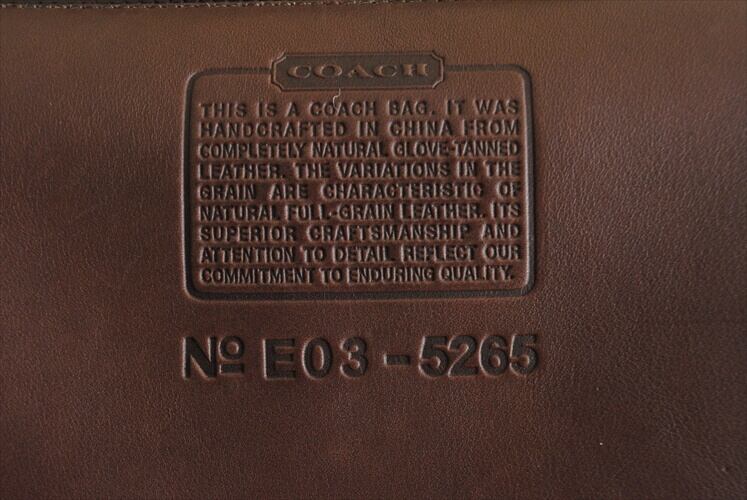 COACH
THIS IS A COACH BAG. IT WAS
HANDCRAFTED IN CHINA FROM
COMPLETELY NATURAL GLOVE-TANNED
LEATHER. THE VARIATIONS IN THE
GRAIN ARE CHARACTERISTIC OF
NATURAL FULL-GRAIN LEATHER. ITS
SUPERIOR CRAFTSMANSHIP AND
ATTENTION TO DETAIL REFLECT OUR
COMMITMENT TO ENDURING QUALITY.
Nº E03-5265